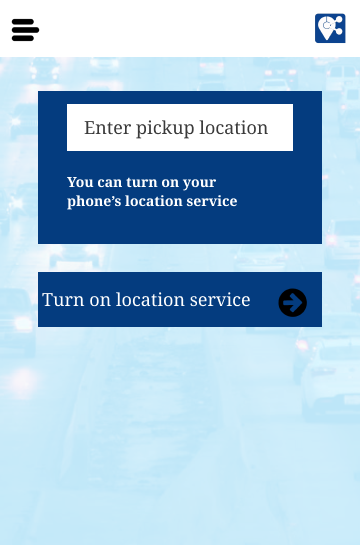 Enter pickup location
You can turn on your
phone’s location service
Turn on location service